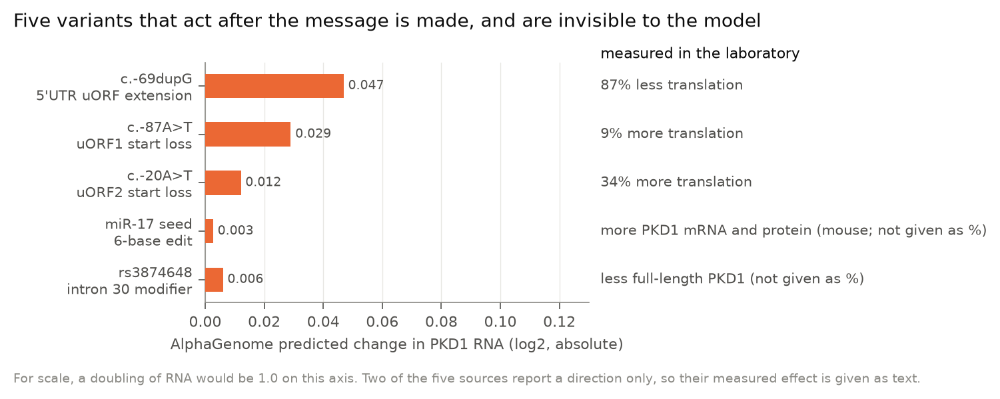 Five variants that act after the message is made, and are invisible to the model
measured in the laboratory
c.-69dupG
5'UTR uORF extension
0.047
87% less translation
c.-87A>T
uORF1 start loss
0.029
9% more translation
c.-20A>T
uORF2 start loss
0.012
34% more translation
miR-17 seed
6-base edit
0.003
more PKD1 mRNA and protein (mouse; not given as %)
rs3874648
intron 30 modifier
0.006
less full-length PKD1 (not given as %)
0.00 0.02 0.04 0.06 0.08 0.10 0.12
AlphaGenome predicted change in PKD1 RNA (log2, absolute)
For scale, a doubling of RNA would be 1.0 on this axis. Two of the five sources report a direction only, so their measured effect is given as text.